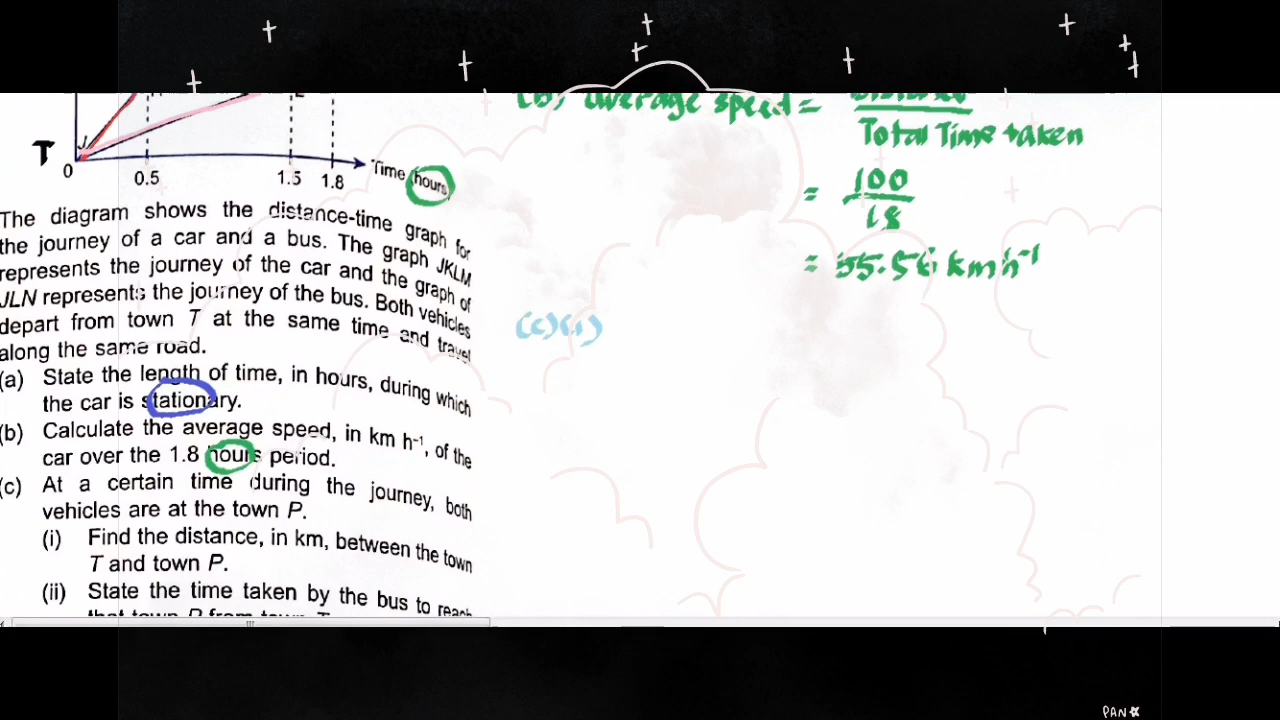 (b) average speed =
Total Time taken
T
0
0.5
1.5
1.8
Time hours
= 100
18
= 55.56 km h⁻¹
The diagram shows the distance-time graph for
the journey of a car and a bus. The graph JKLM
represents the journey of the car and the graph of
JLN represents the journey of the bus. Both vehicles
depart from town T at the same time and travel
along the same road.
(a) State the length of time, in hours, during which
the car is stationary.
(b) Calculate the average speed, in km h⁻¹, of the
car over the 1.8 hours period.
(c) At a certain time during the journey, both
vehicles are at the town P.
(i) Find the distance, in km, between the town
T and town P.
(ii) State the time taken by the bus to reach
(c)(i)
PAN